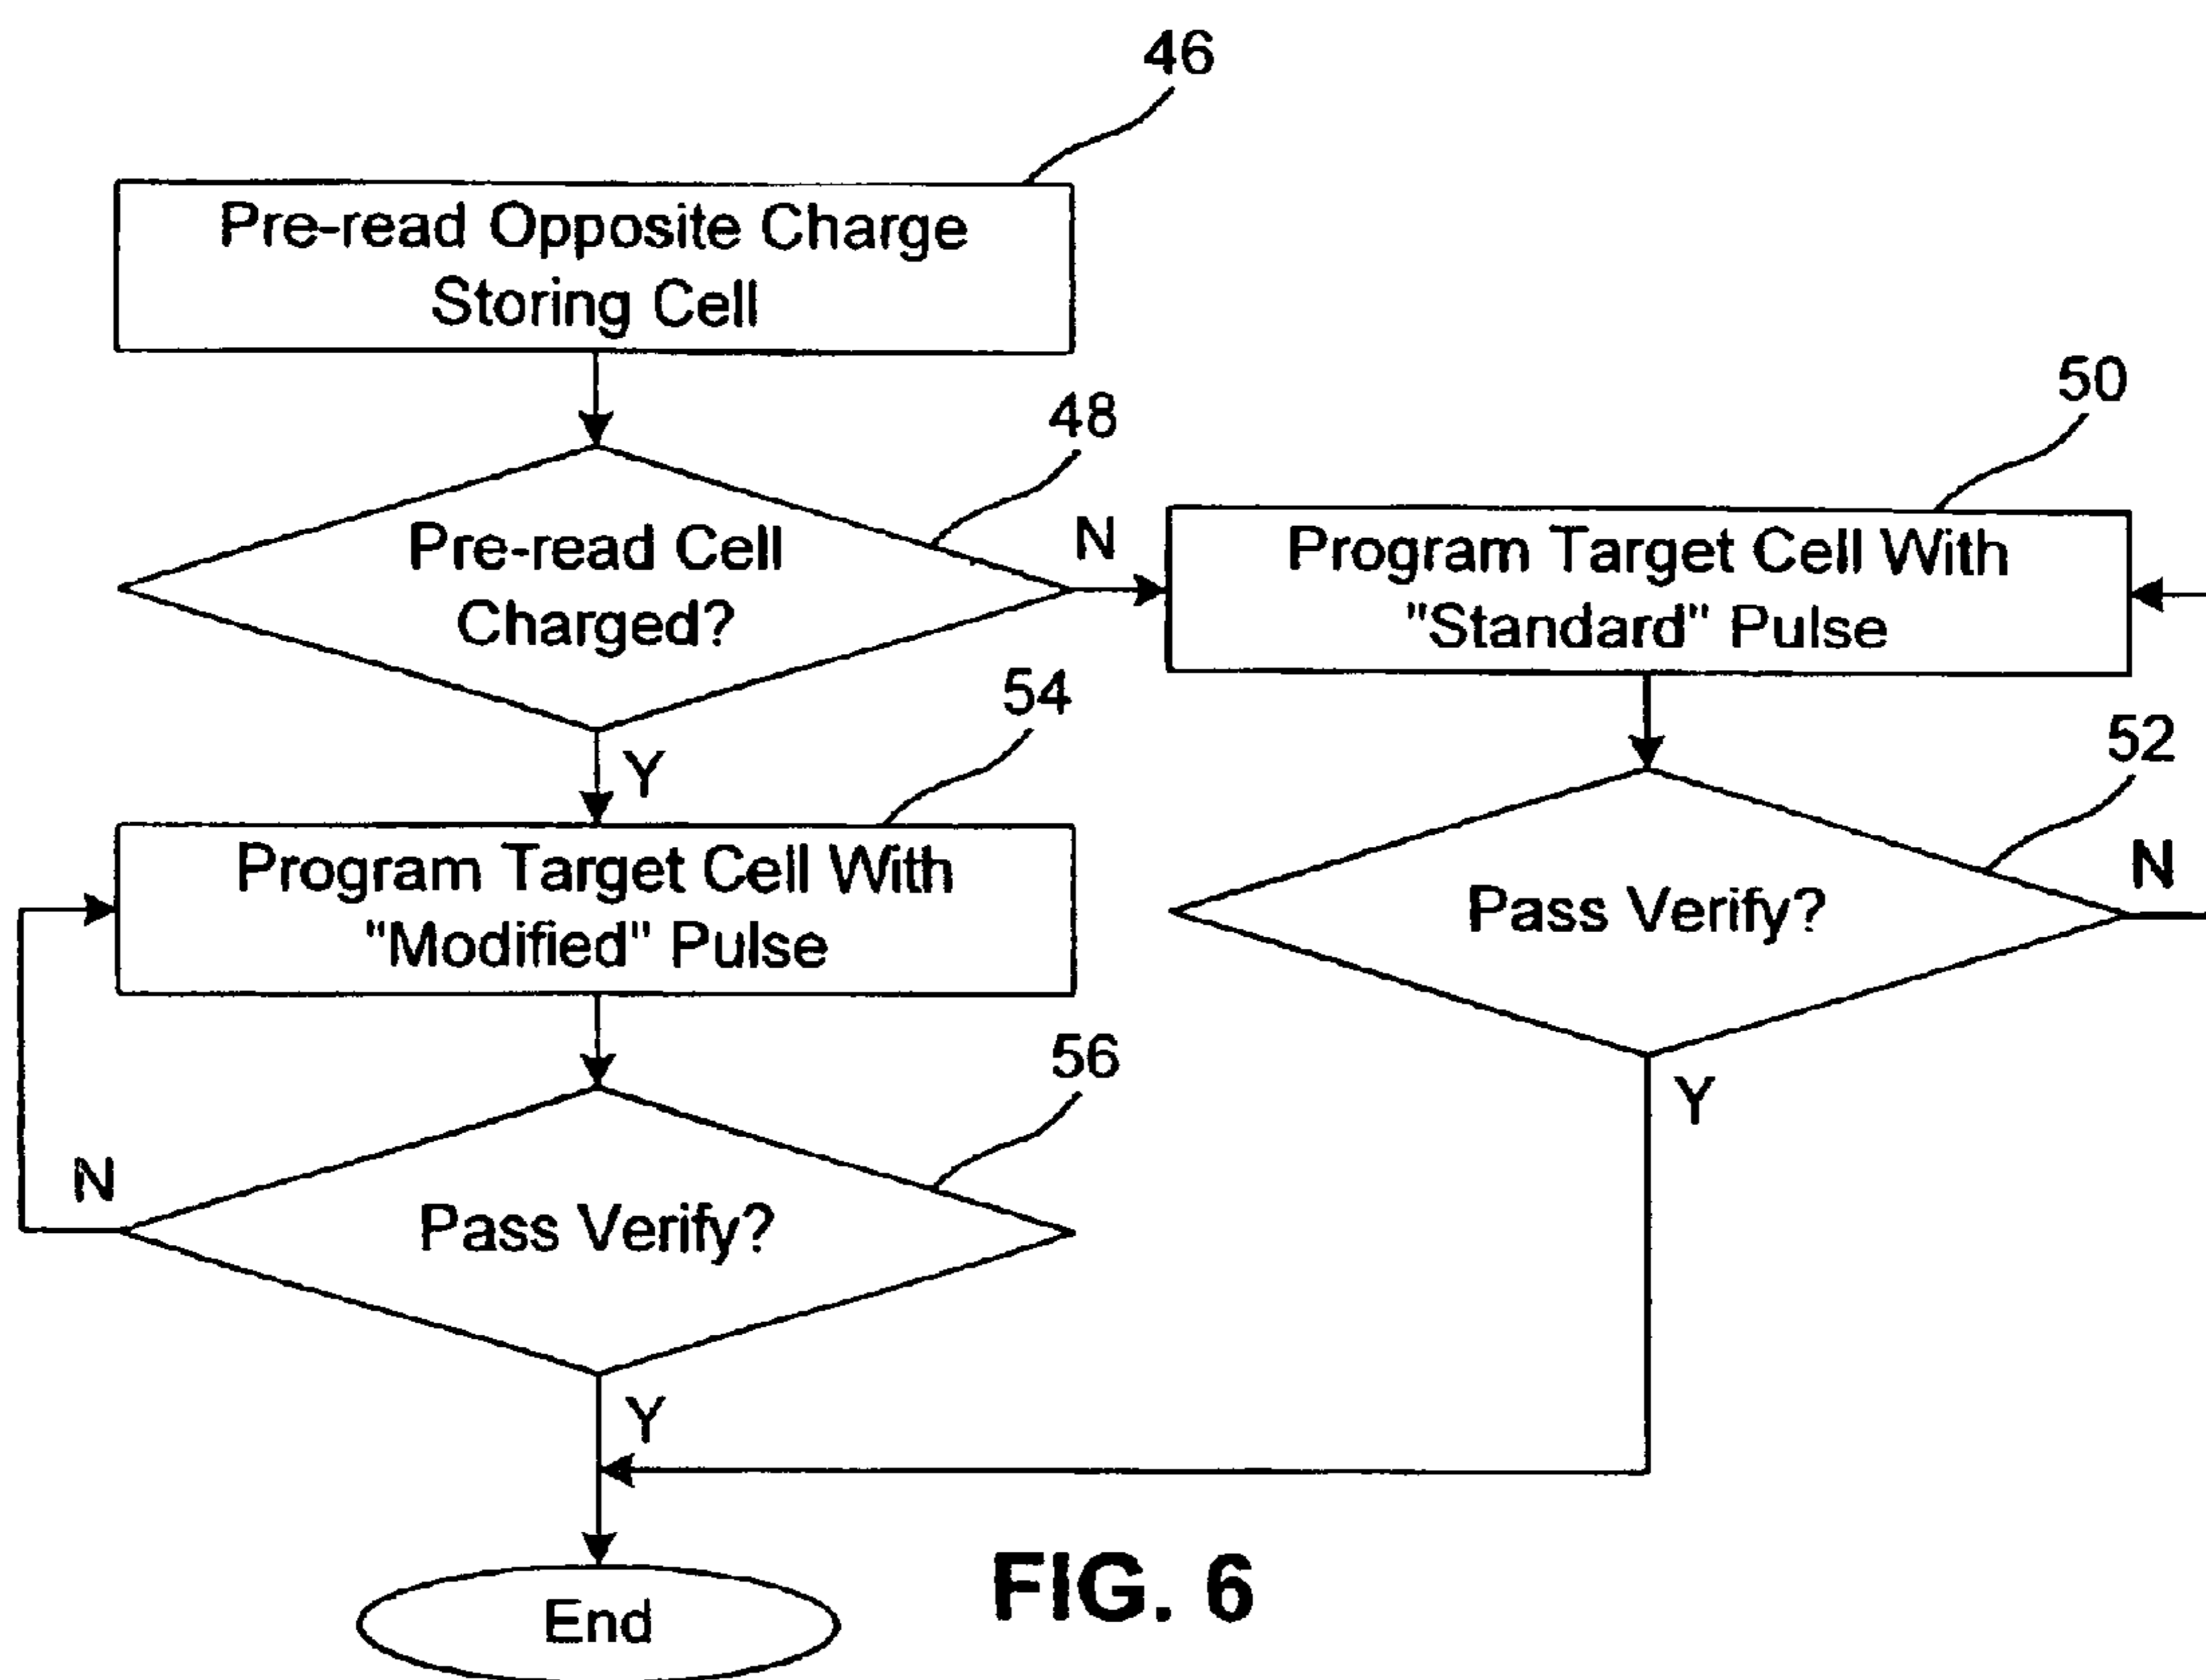 46
Pre-read Opposite Charge
Storing Cell
48
Pre-read Cell
Charged?
N
50
Program Target Cell With
"Standard" Pulse
Y
54
Program Target Cell With
"Modified" Pulse
52
Pass Verify?
N
Y
56
Pass Verify?
N
Y
End
FIG. 6